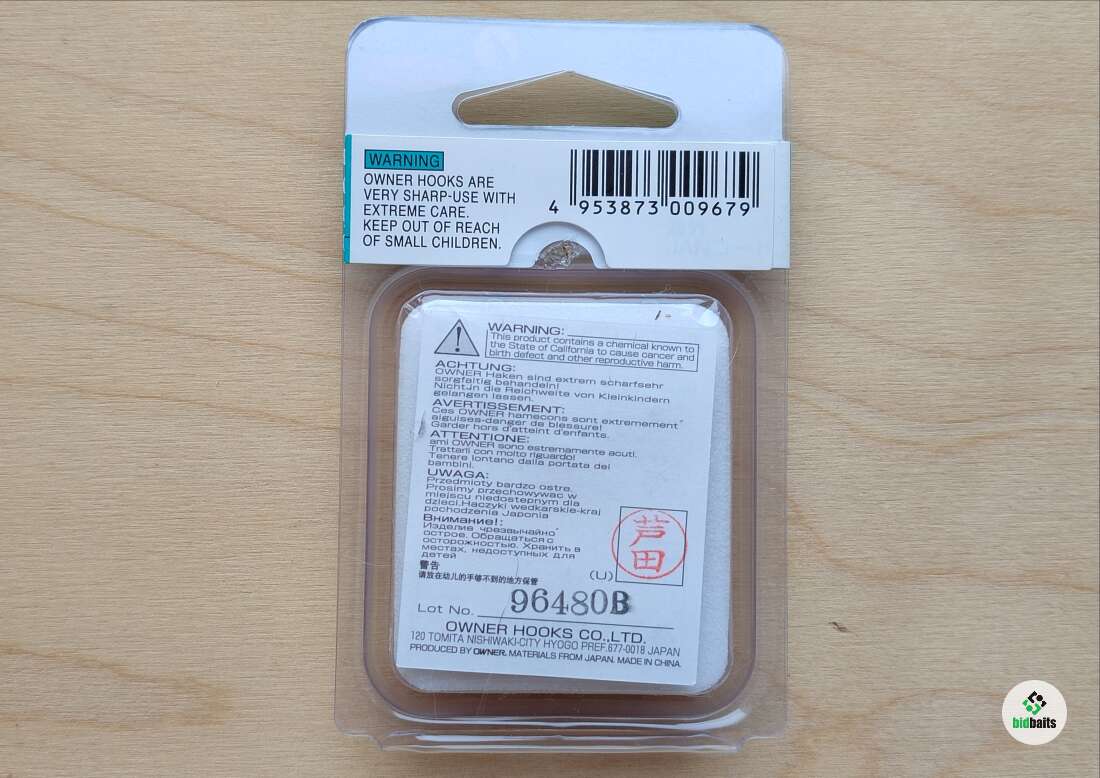 WARNING
OWNER HOOKS ARE
VERY SHARP-USE WITH
EXTREME CARE.
KEEP OUT OF REACH
OF SMALL CHILDREN.
4 953873 009679
WARNING:
This product contains a chemical known to
the State of California to cause cancer and
birth defect and other reproductive harm.
ACHTUNG:
OWNER Haken sind extrem scharfsehr
sorgfaltig behandeln!
Nicht-in die Reichweite von Kleinkindern
gelangen lassen.
AVERTISSEMENT:
Ces OWNER hamecons sont extremement
aiguises-danger de blessure!
Garder hors d'atteint d'enfants.
ATTENTIONE:
ami OWNER sono estremamente acuti.
Trattarli con molto riguardo!
Tenere lontano dalla portata dei
bambini.
UWAGA:
Przedmioty bardzo ostre.
Prosimy przechowywac w
miejscu niedostepnym dla
dzieci.Haczyki wedkarskie-kraj
pochodzenia Japonia
Внимание!:
Изделие чрезвычайно
острое. Обращаться с
осторожностью. Хранить в
местах, недоступных для
детей
警告
请放在幼儿的手够不到的地方保管
(U)
芦田
Lot No. 96480B
OWNER HOOKS CO.,LTD.
120 TOMITA NISHIWAKI-CITY HYOGO PREF.677-0018 JAPAN
PRODUCED BY OWNER. MATERIALS FROM JAPAN. MADE IN CHINA.
bidbaits